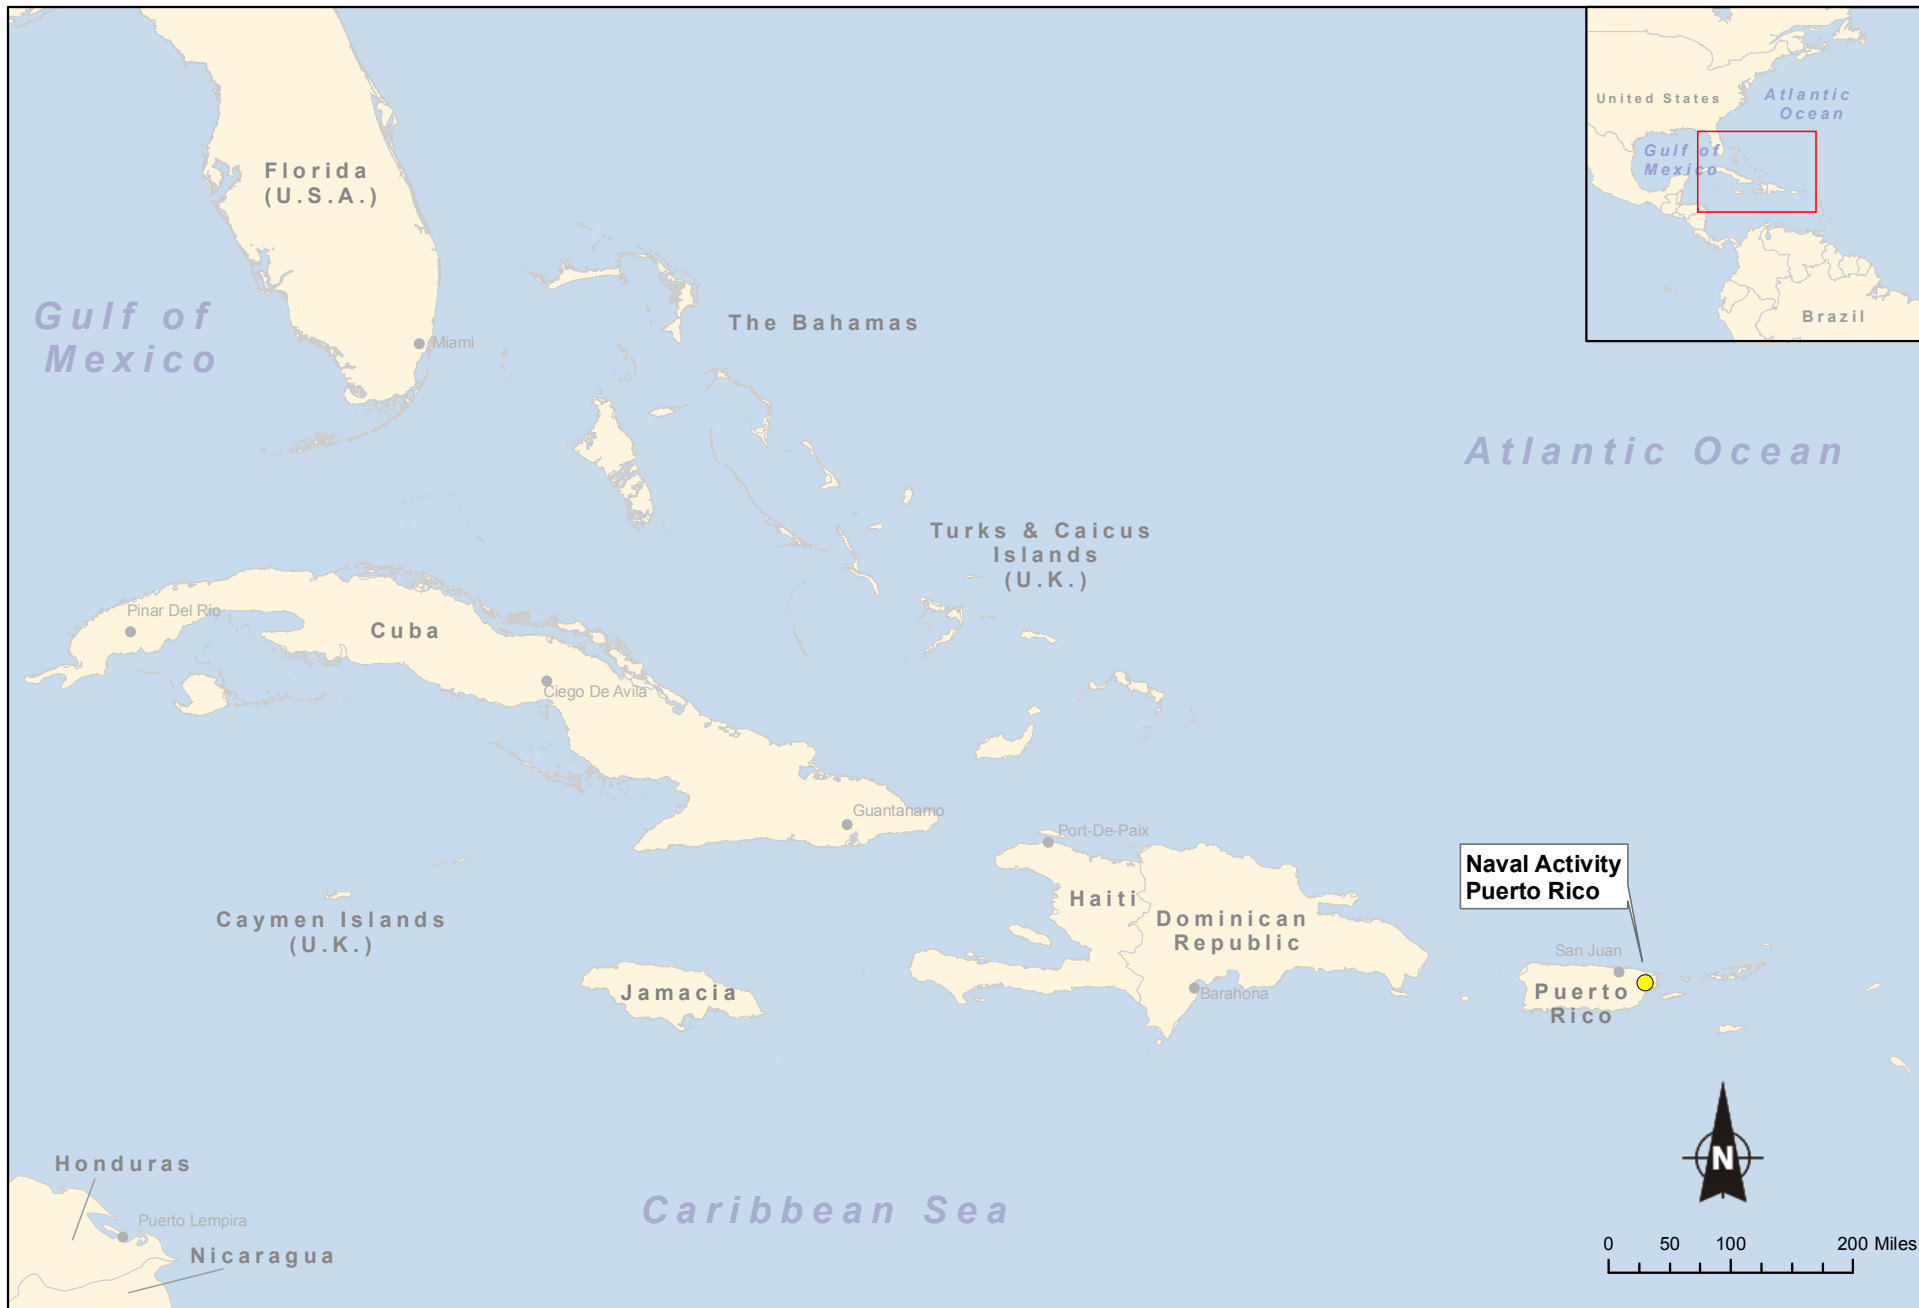 United States
Atlantic
Ocean
Gulf of
Mexico
Brazil
Florida
(U.S.A.)
Gulf of
Mexico
Miami
The Bahamas
Atlantic Ocean
Turks & Caicus
Islands
(U.K.)
Pinar Del Rio
Cuba
Ciego De Avila
Guantanamo
Port-De-Paix
Naval Activity
Puerto Rico
Haiti
Dominican
Republic
Caymen Islands
(U.K.)
San Juan
Jamacia
Barahona
Puerto
Rico
N
Honduras
Caribbean Sea
Puerto Lempira
Nicaragua
0 50 100 200 Miles